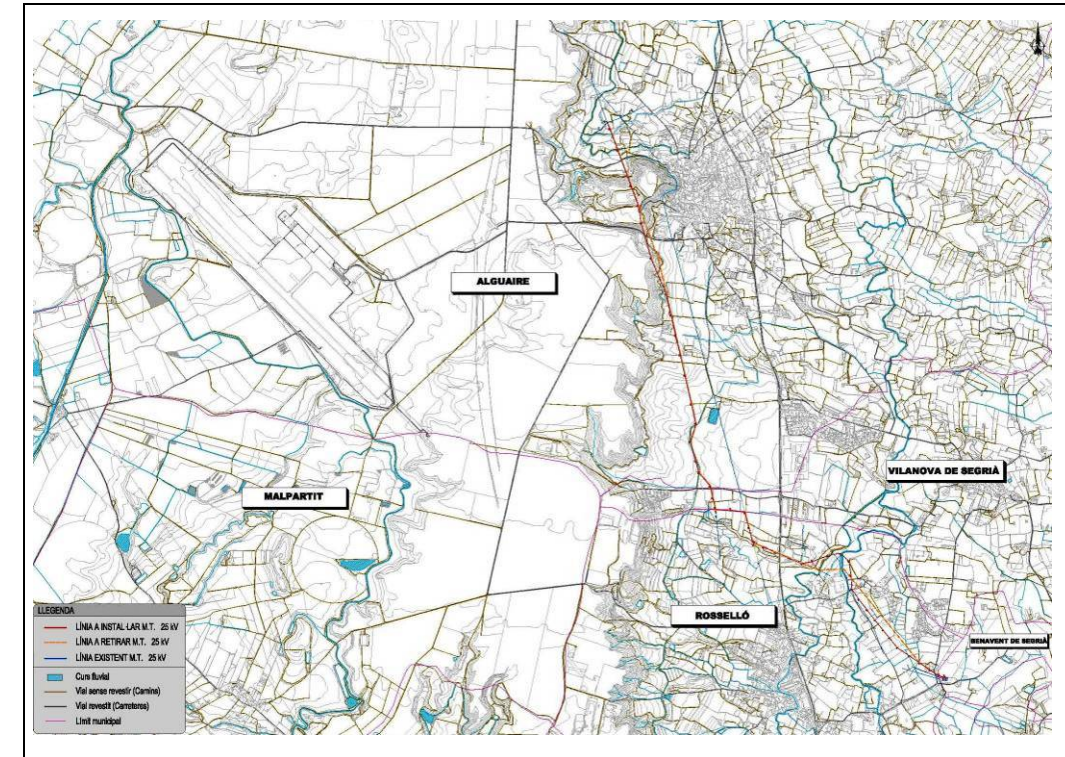 ALGUAIRE
VILANOVA DE SEGRIÀ
MALPARTIT
ROSSELLÓ
BENAVENT DE SEGRIÀ
LLEGENDA
LÍNIA A INSTAL·LAR M.T. 25 kV
LÍNIA A RETIRAR M.T. 25 kV
LÍNIA EXISTENT M.T. 25 kV
Curs fluvial
Vial sense revestir (Camins)
Vial revestit (Carreteres)
Límit municipal